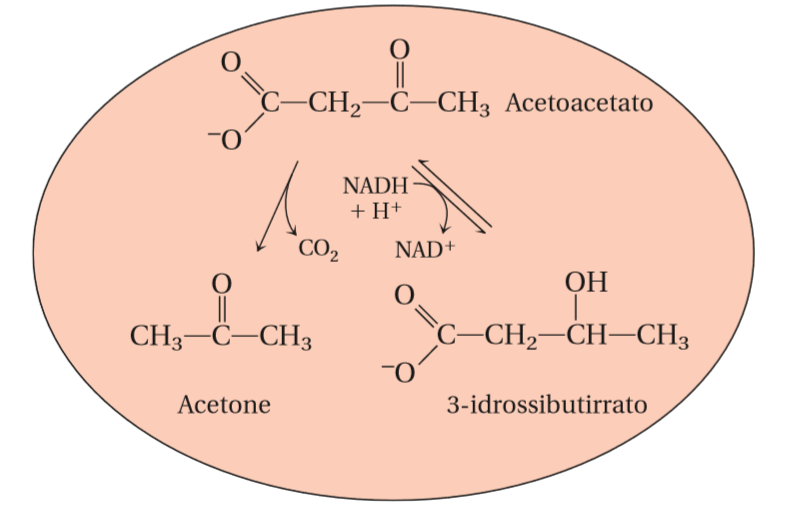 O
O
C—CH₂—C—CH₃ Acetoacetato
⁻O
NADH
+ H⁺
CO₂
NAD⁺
O
CH₃—C—CH₃
Acetone
OH
O
C—CH₂—CH—CH₃
⁻O
3-idrossibutirrato